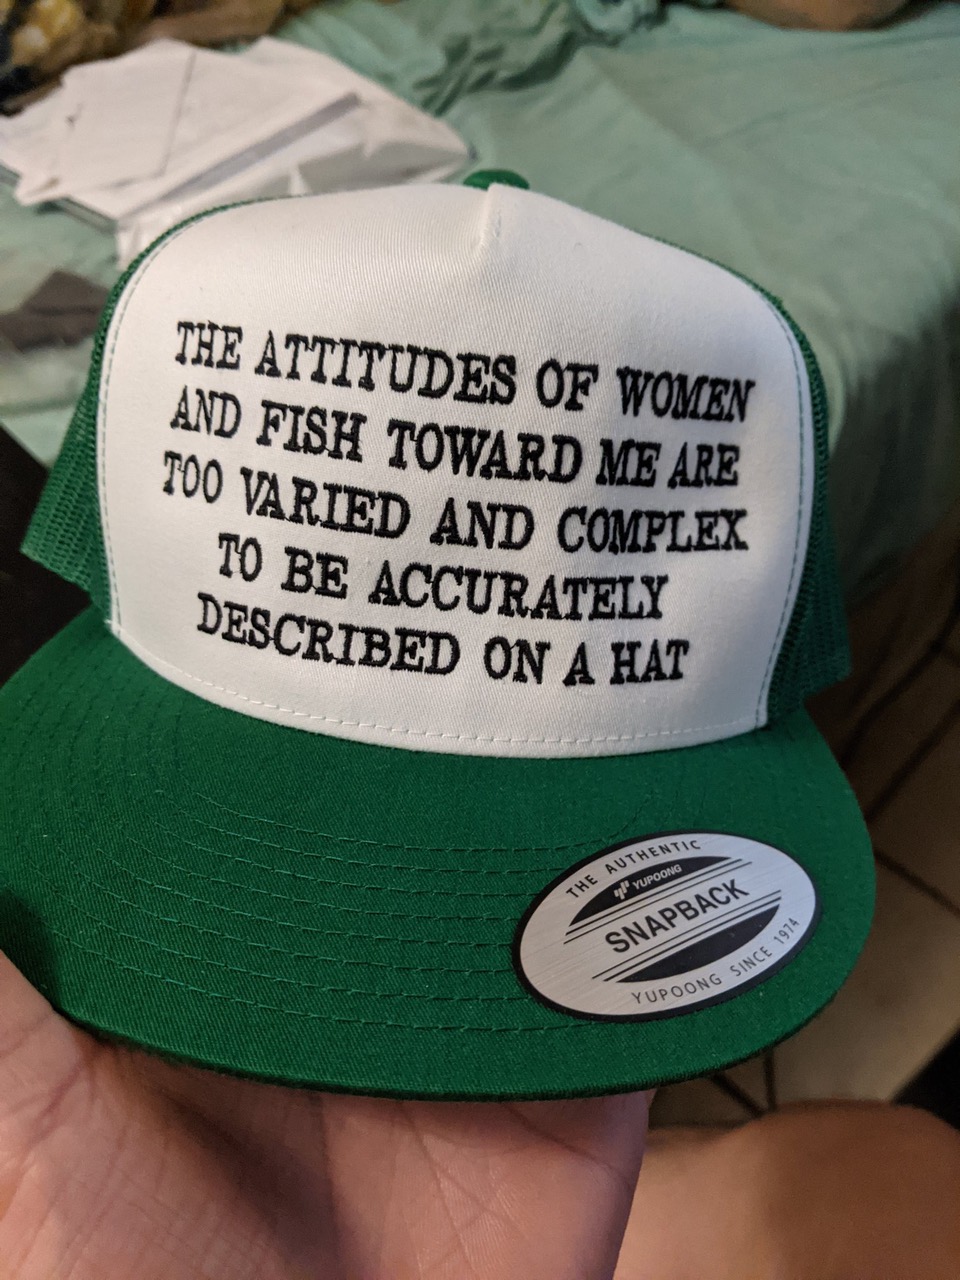 THE ATTITUDES OF WOMEN
AND FISH TOWARD ME ARE
TOO VARIED AND COMPLEX
TO BE ACCURATELY
DESCRIBED ON A HAT
THE AUTHENTIC
YUPOONG
SNAPBACK
YUPOONG SINCE 1974